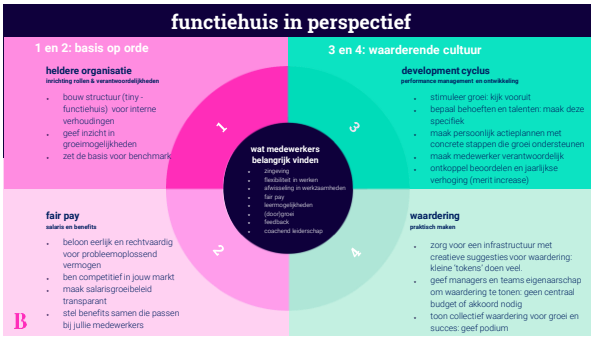 functiehuis in perspectief
1 en 2: basis op orde
heldere organisatie
inrichting rollen & verantwoordelijkheden
• bouw structuur (tiny -
functiehuis) voor interne
verhoudingen
• geef inzicht in
groeimogelijkheden
• zet de basis voor benchmark
3 en 4: waarderende cultuur
development cyclus
performance management en ontwikkeling
• stimuleer groei: kijk vooruit
• bepaal behoeften en talenten: maak deze
specifiek
• maak persoonlijk actieplannen met
concrete stappen die groei ondersteunen
• maak medewerker verantwoordelijk
• ontkoppel beoordelen en jaarlijkse
verhoging (merit increase)
1
3
wat medewerkers
belangrijk vinden
• zingeving
• flexibiliteit in werken
• afwisseling in werkzaamheden
• fair pay
• leermogelijkheden
• (door)groei
• feedback
• coachend leiderschap
2
4
fair pay
salaris en benefits
• beloon eerlijk en rechtvaardig
voor probleemoplossend
vermogen
• ben competitief in jouw markt
• maak salarisgroeibeleid
transparant
• stel benefits samen die passen
bij jullie medewerkers
waardering
praktisch maken
• zorg voor een infrastructuur met
creatieve suggesties voor waardering:
kleine 'tokens' doen veel.
• geef managers en teams eigenaarschap
om waardering te tonen: geen centraal
budget of akkoord nodig
• toon collectief waardering voor groei en
succes: geef podium
B